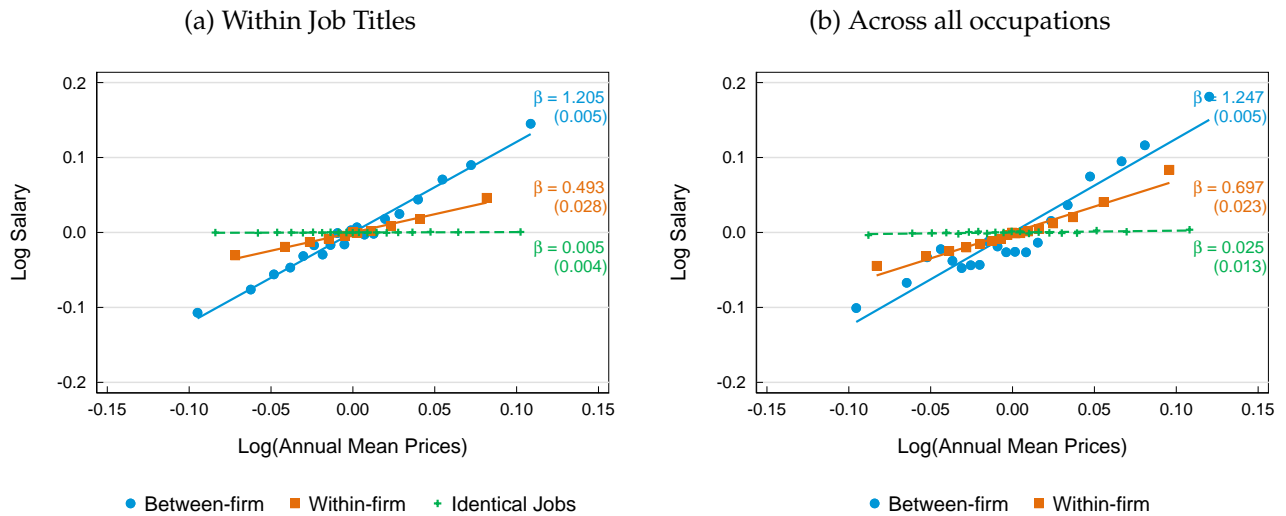 (a) Within Job Titles
0.2
0.1
0.0
-0.1
-0.2
Log Salary
-0.15
-0.10
-0.05
0.00
0.05
0.10
0.15
Log(Annual Mean Prices)
β = 1.205
(0.005)
β = 0.493
(0.028)
β = 0.005
(0.004)
Between-firm Within-firm Identical Jobs
(b) Across all occupations
0.2
0.1
0.0
-0.1
-0.2
Log Salary
-0.15
-0.10
-0.05
0.00
0.05
0.10
0.15
Log(Annual Mean Prices)
β = 1.247
(0.005)
β = 0.697
(0.023)
β = 0.025
(0.013)
Between-firm Within-firm